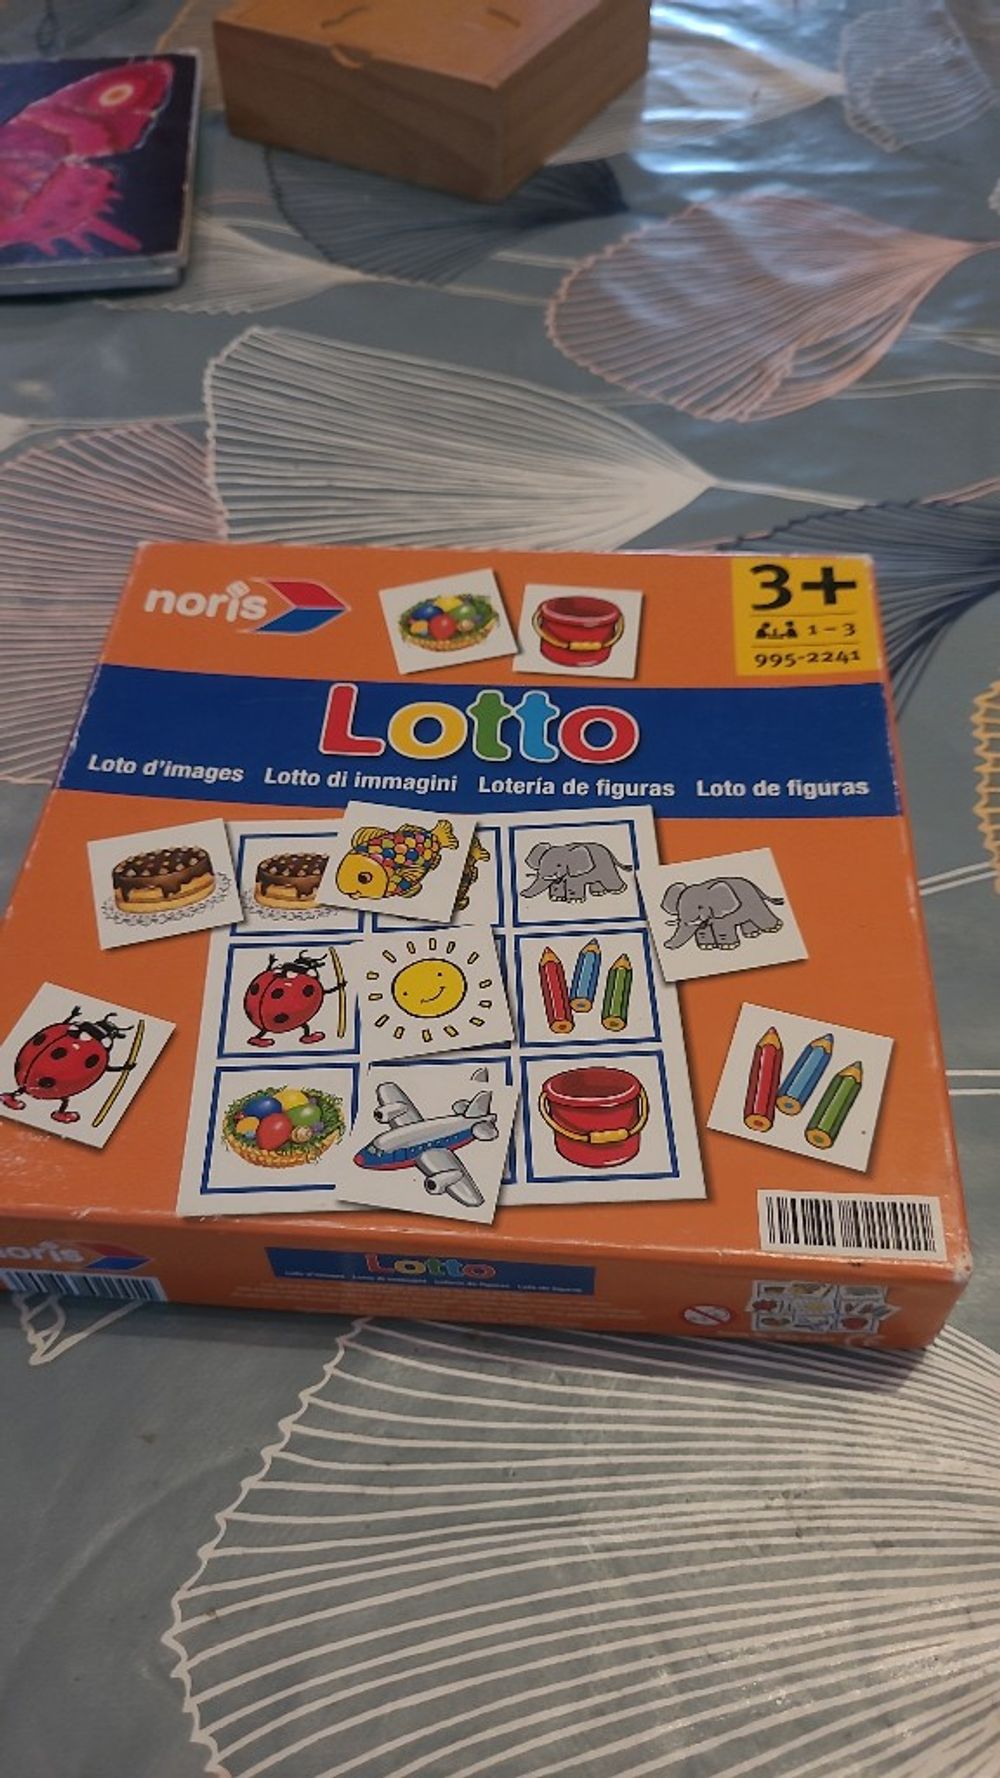 noris
3+
1-3
995-2241
Lotto
Loto d'images Lotto di immagini Lotería de figuras Loto de figuras
noris
Lotto